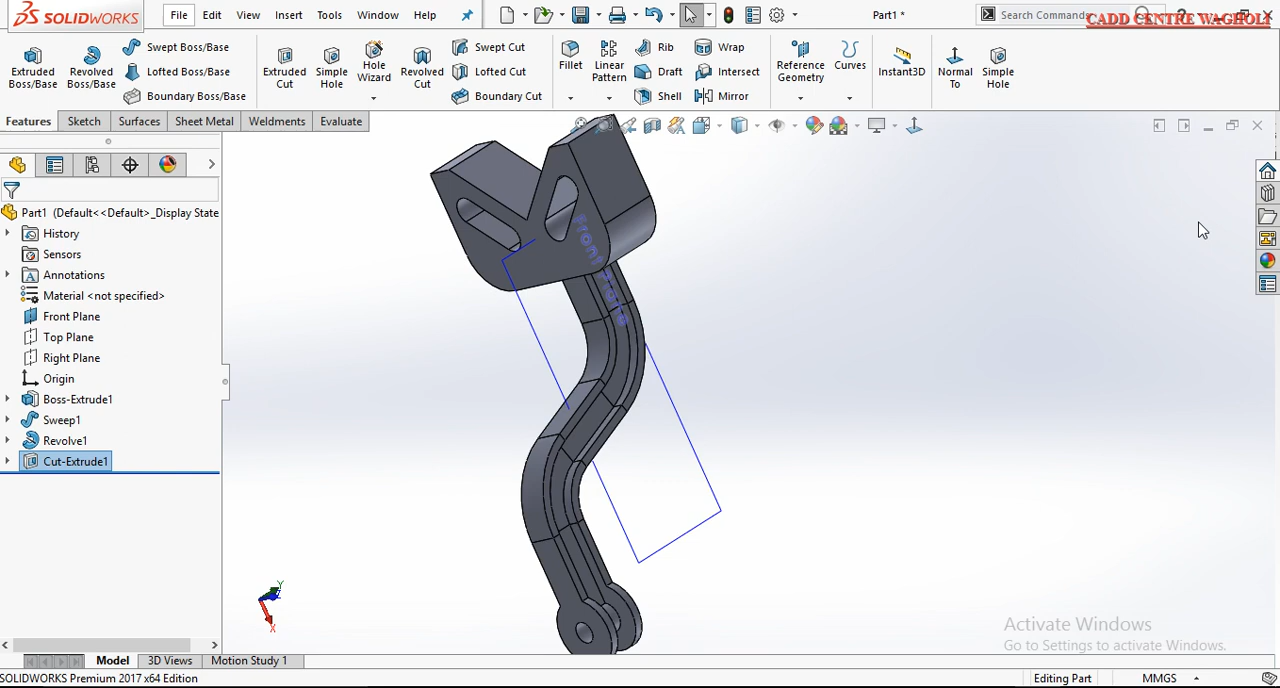 SOLIDWORKS
File Edit View Insert Tools Window Help
Part1 *
Search Commands
CADD CENTRE WAGHOLI
Extruded Boss/Base
Revolved Boss/Base
Swept Boss/Base
Lofted Boss/Base
Boundary Boss/Base
Extruded Cut
Simple Hole
Hole Wizard
Revolved Cut
Swept Cut
Lofted Cut
Boundary Cut
Fillet
Linear Pattern
Rib
Draft
Shell
Wrap
Intersect
Mirror
Reference Geometry
Curves
Instant3D
Normal To
Simple Hole
Features Sketch Surfaces Sheet Metal Weldments Evaluate
Part1 (Default<<Default>_Display State
History
Sensors
Annotations
Material <not specified>
Front Plane
Top Plane
Right Plane
Origin
Boss-Extrude1
Sweep1
Revolve1
Cut-Extrude1
Front Plane
Y
Z
X
Activate Windows
Go to Settings to activate Windows.
Model 3D Views Motion Study 1
SOLIDWORKS Premium 2017 x64 Edition
Editing Part
MMGS